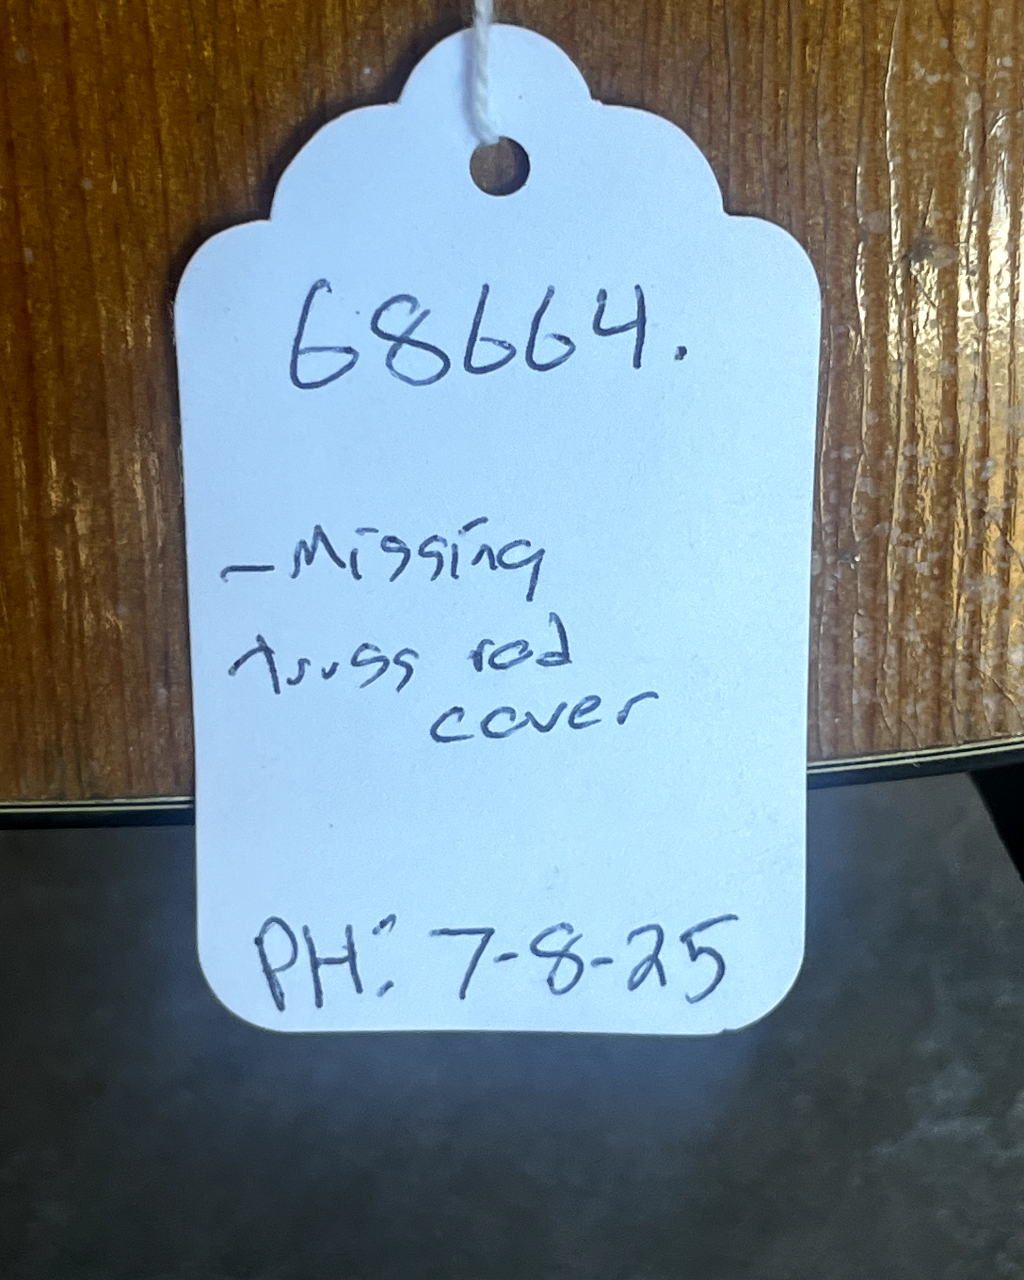 68664.
- Missing
truss rod
cover
PH: 7-8-25